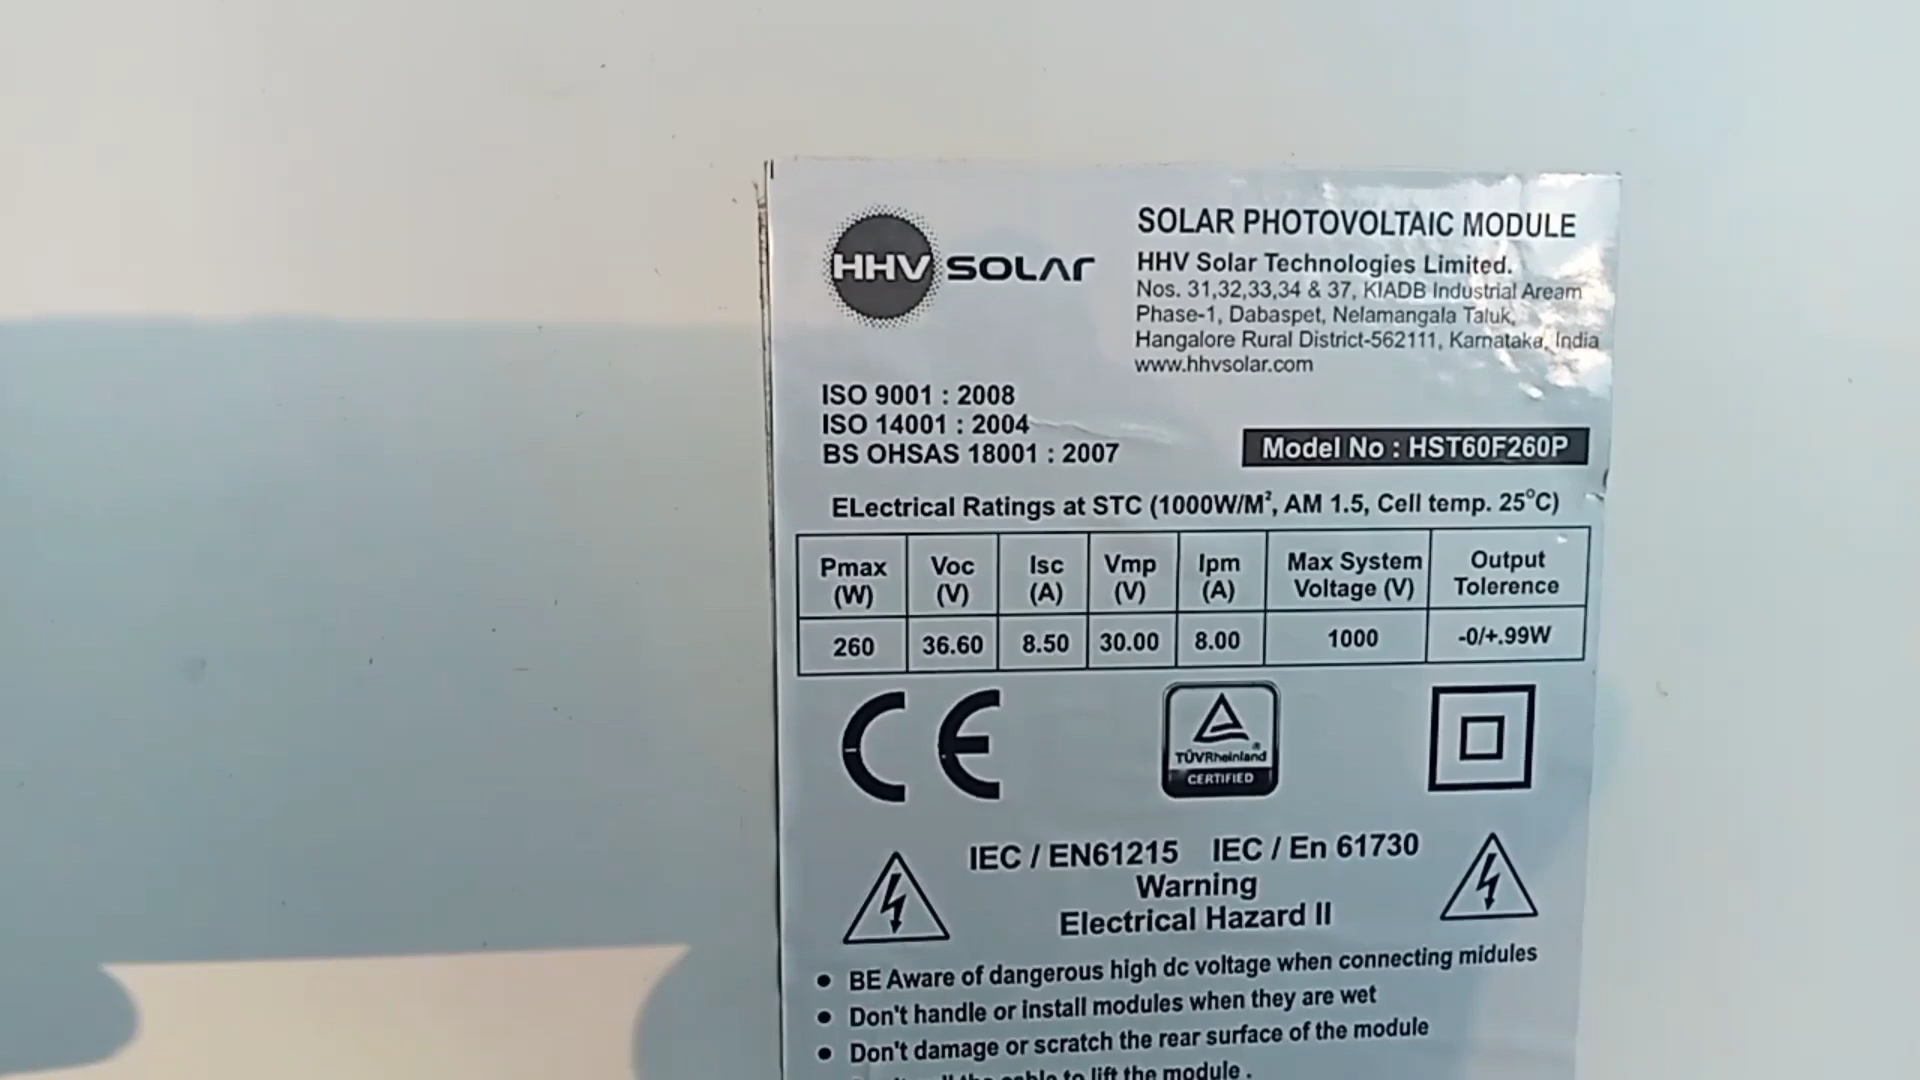 HHV SOLAR
SOLAR PHOTOVOLTAIC MODULE
HHV Solar Technologies Limited.
Nos. 31,32,33,34 & 37, KIADB Industrial Aream
Phase-1, Dabaspet, Nelamangala Taluk,
Hangalore Rural District-562111, Karnataka, India
www.hhvsolar.com
ISO 9001 : 2008
ISO 14001 : 2004
BS OHSAS 18001 : 2007
Model No : HST60F260P
ELectrical Ratings at STC (1000W/M², AM 1.5, Cell temp. 25°C)
Pmax (W) Voc (V) Isc (A) Vmp (V) Ipm (A) Max System Voltage (V) Output Tolerence
260 36.60 8.50 30.00 8.00 1000 -0/+.99W
CE
TÜVRheinland ®
CERTIFIED
IEC / EN61215 IEC / En 61730
Warning
Electrical Hazard II
• BE Aware of dangerous high dc voltage when connecting midules
• Don't handle or install modules when they are wet
• Don't damage or scratch the rear surface of the module
cable to lift the module .